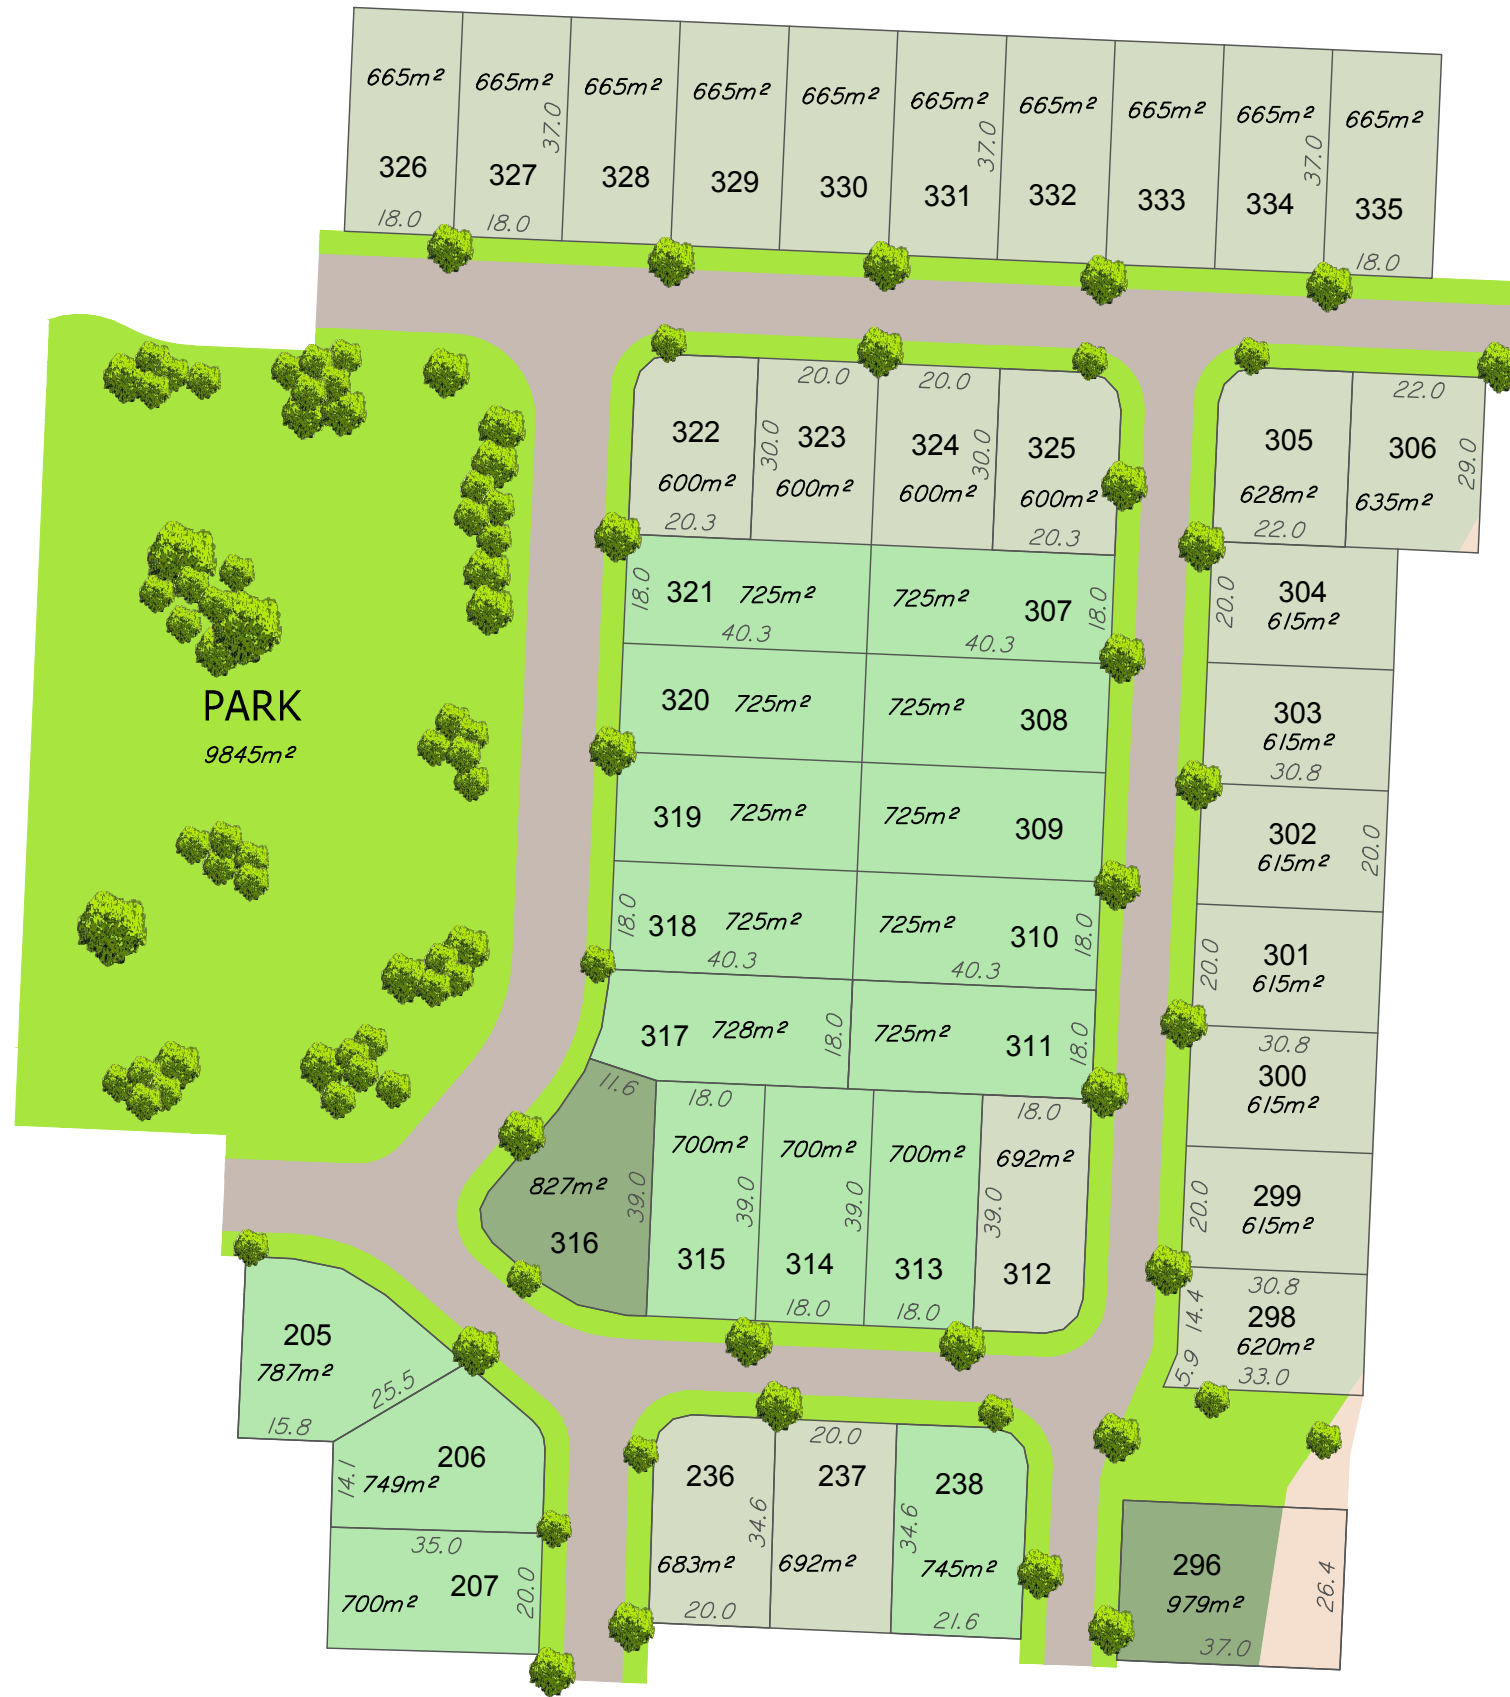 665m²
665m²
665m²
665m²
665m²
665m²
665m²
665m²
665m²
665m²
37.0
37.0
37.0
326
327
328
329
330
331
332
333
334
335
18.0
18.0
18.0
20.0
20.0
22.0
322
323
324
325
305
306
30.0
30.0
29.0
600m²
600m²
600m²
600m²
628m²
635m²
20.3
20.3
22.0
18.0
321
725m²
725m²
307
18.0
20.0
304
615m²
40.3
40.3
320
725m²
725m²
308
303
615m²
30.8
PARK
9845m²
319
725m²
725m²
309
302
615m²
20.0
18.0
318
725m²
725m²
310
18.0
40.3
40.3
20.0
301
615m²
317
728m²
18.0
725m²
311
18.0
30.8
300
615m²
11.6
18.0
18.0
700m²
700m²
700m²
692m²
827m²
39.0
39.0
39.0
39.0
316
315
314
313
312
18.0
18.0
20.0
299
615m²
30.8
14.4
298
620m²
5.9
33.0
205
787m²
25.5
15.8
206
14.1
749m²
35.0
207
700m²
20.0
20.0
236
237
238
34.6
34.6
683m²
692m²
745m²
20.0
21.6
296
979m²
26.4
37.0